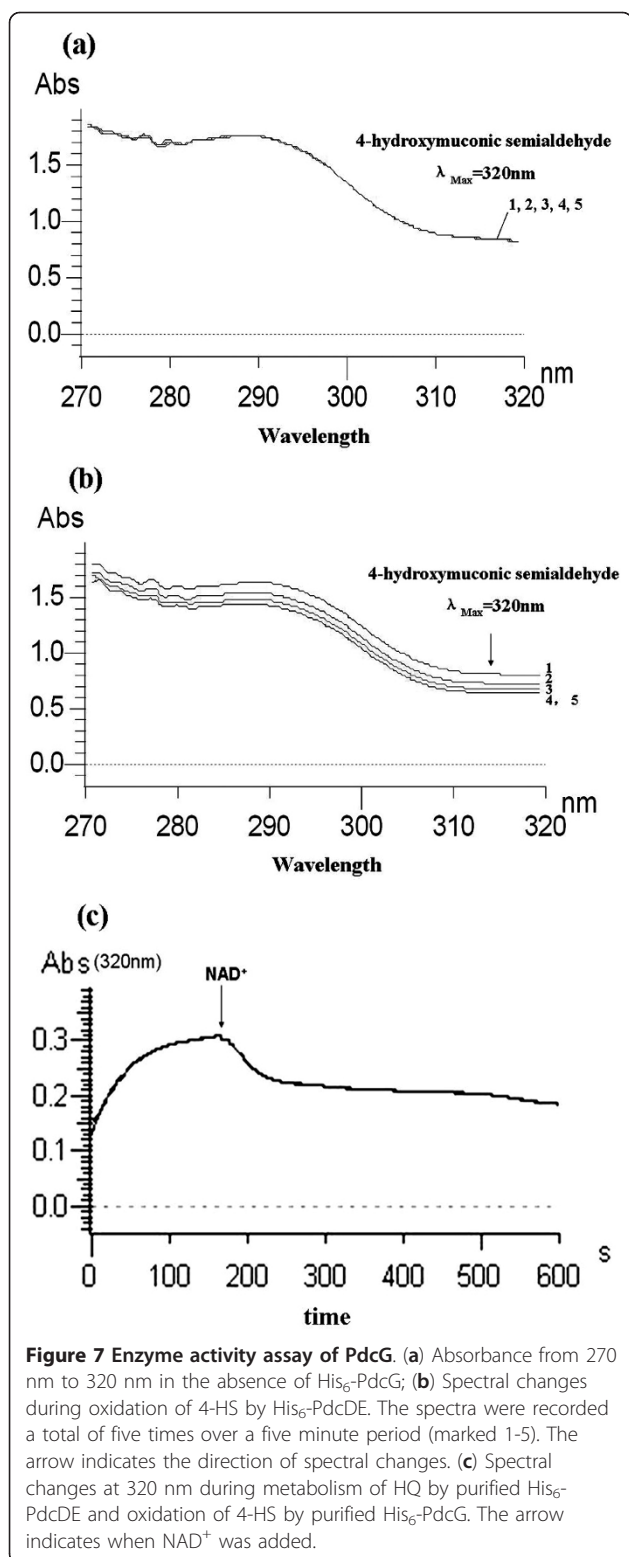 (a)
Abs
4-hydroxymuconic semialdehyde
λ Max=320nm
1, 2, 3, 4, 5
1.5
1.0
0.5
0.0
270 280 290 300 310 320
nm
Wavelength
(b)
Abs
4-hydroxymuconic semialdehyde
λ Max=320nm
1
2
3
4, 5
1.5
1.0
0.5
0.0
270 280 290 300 310 320
nm
Wavelength
(c)
Abs (320nm)
NAD⁺
0.3
0.2
0.1
0.0
0 100 200 300 400 500 600
s
time
Figure 7 Enzyme activity assay of PdcG. (a) Absorbance from 270
nm to 320 nm in the absence of His₆-PdcG; (b) Spectral changes
during oxidation of 4-HS by His₆-PdcDE. The spectra were recorded
a total of five times over a five minute period (marked 1-5). The
arrow indicates the direction of spectral changes. (c) Spectral
changes at 320 nm during metabolism of HQ by purified His₆-
PdcDE and oxidation of 4-HS by purified His₆-PdcG. The arrow
indicates when NAD⁺ was added.